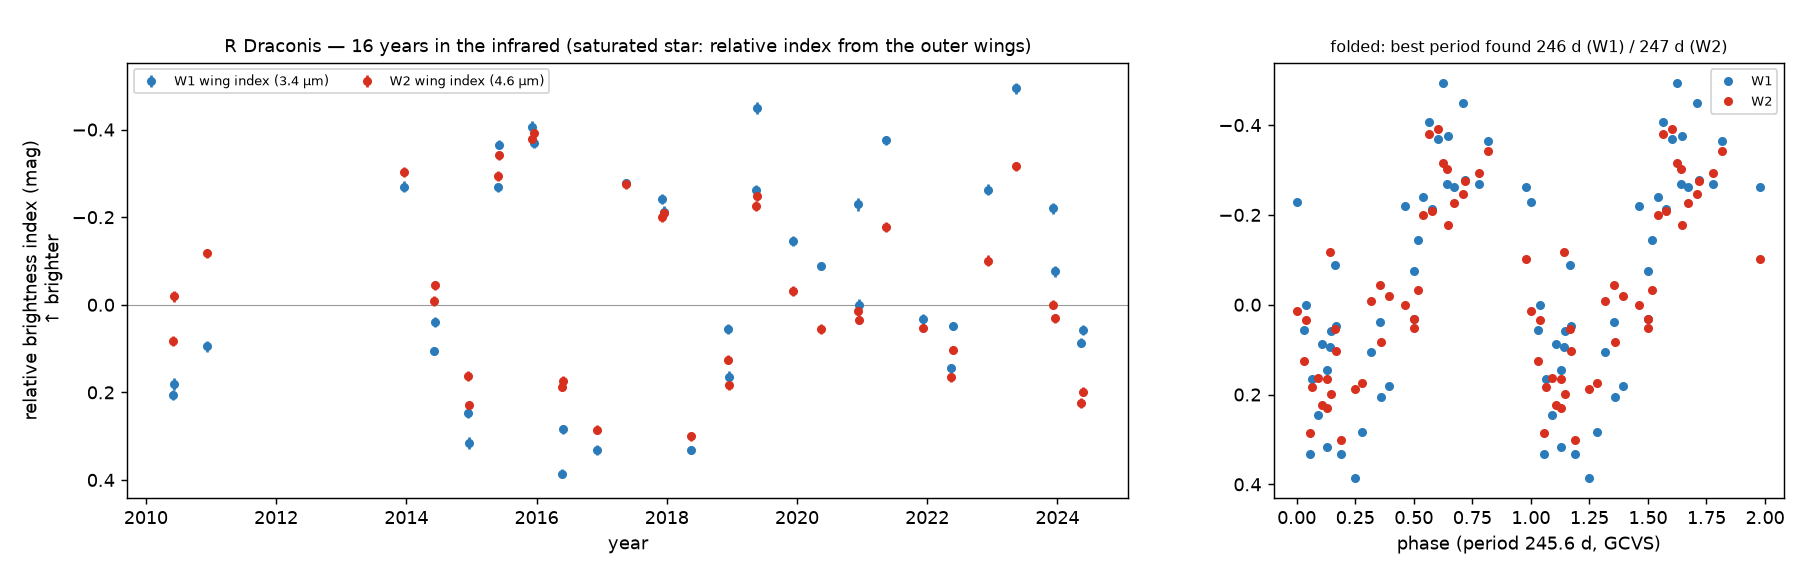 R Draconis — 16 years in the infrared (saturated star: relative index from the outer wings)
W1 wing index (3.4 μm)
W2 wing index (4.6 μm)
relative brightness index (mag)
↑ brighter
−0.4
−0.2
0.0
0.2
0.4
2010
2012
2014
2016
2018
2020
2022
2024
year
folded: best period found 246 d (W1) / 247 d (W2)
W1
W2
−0.4
−0.2
0.0
0.2
0.4
0.00
0.25
0.50
0.75
1.00
1.25
1.50
1.75
2.00
phase (period 245.6 d, GCVS)